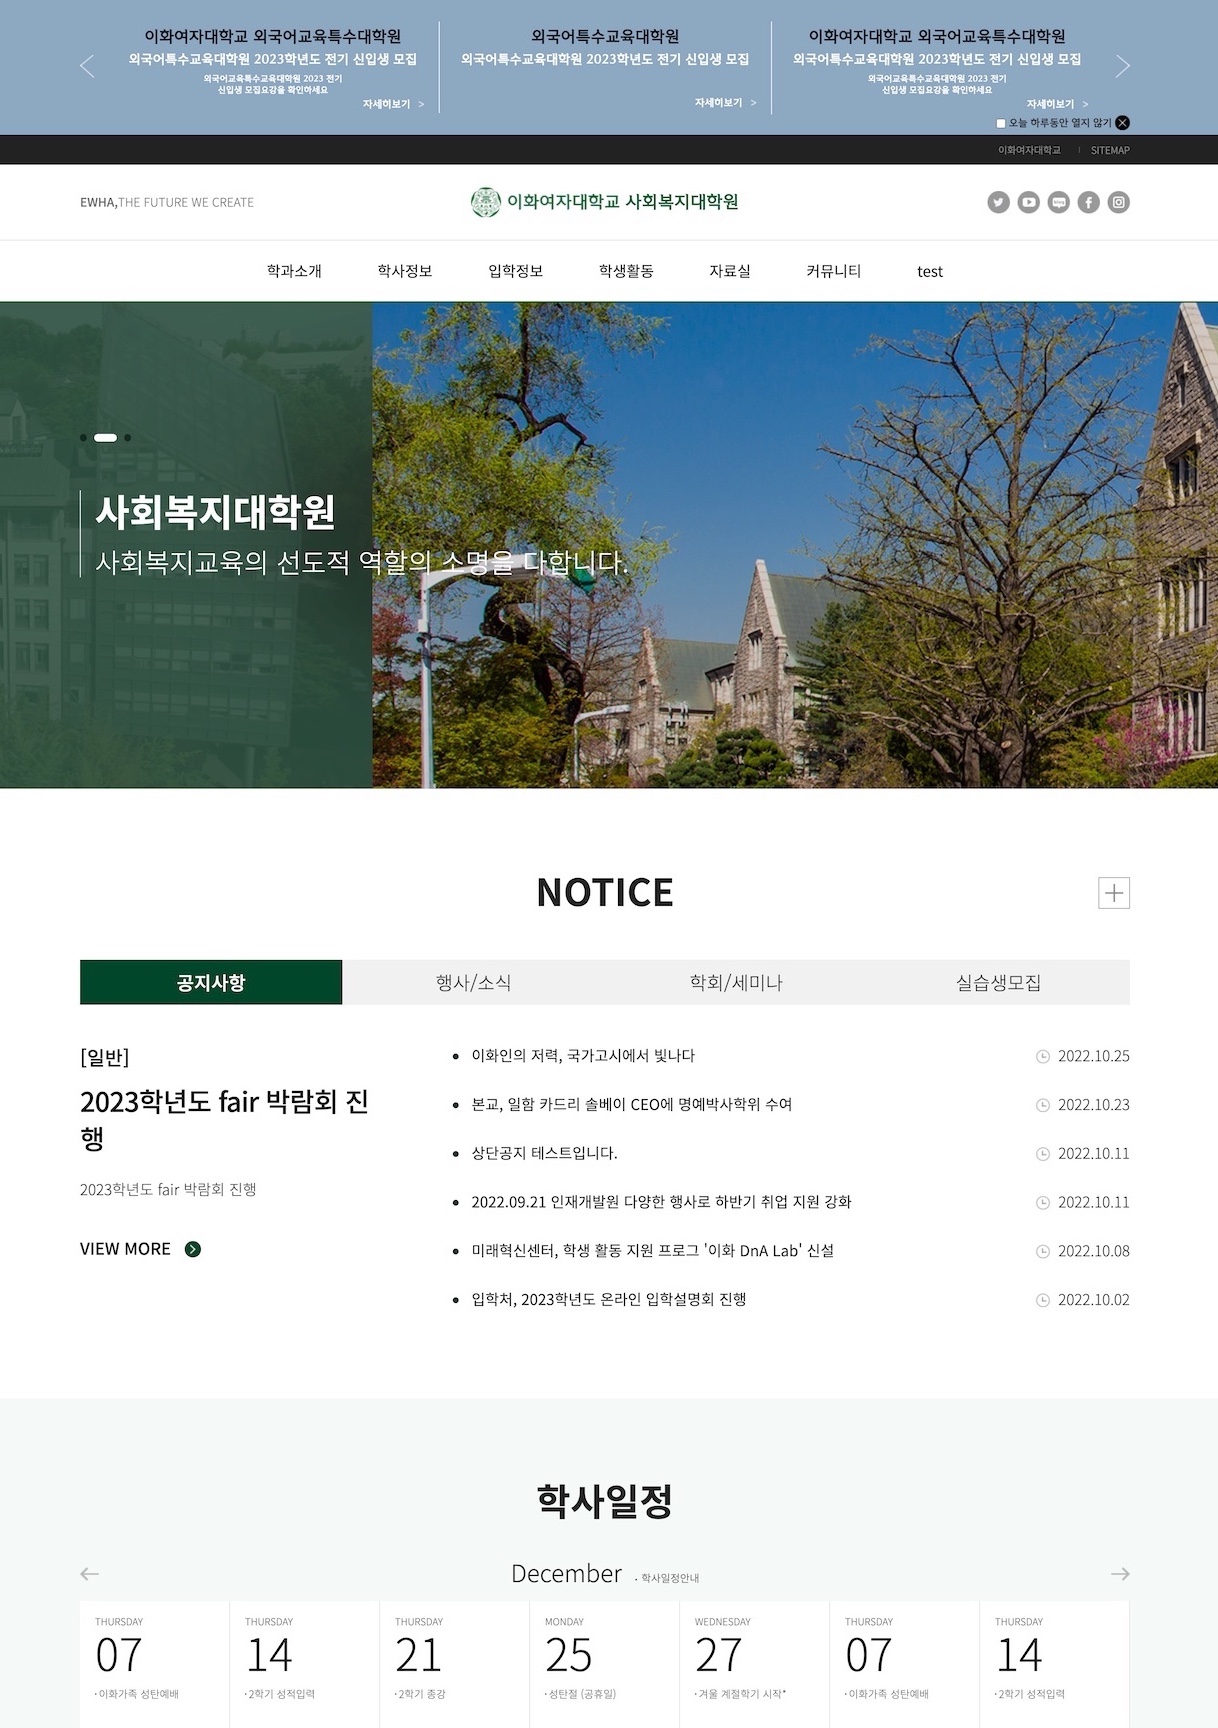 이화여자대학교 외국어교육특수대학원
외국어특수교육대학원 2023학년도 전기 신입생 모집
외국어교육특수교육대학원 2023 전기
신입생 모집요강을 확인하세요
자세히보기 >
외국어특수교육대학원
외국어특수교육대학원 2023학년도 전기 신입생 모집
자세히보기 >
이화여자대학교 외국어교육특수대학원
외국어특수교육대학원 2023학년도 전기 신입생 모집
외국어교육특수교육대학원 2023 전기
신입생 모집요강을 확인하세요
자세히보기 >
오늘 하루동안 열지 않기
이화여자대학교 | SITEMAP
EWHA,THE FUTURE WE CREATE
이화여자대학교 사회복지대학원
학과소개 학사정보 입학정보 학생활동 자료실 커뮤니티 test
사회복지대학원
사회복지교육의 선도적 역할의 소명을 다합니다.
NOTICE
공지사항 행사/소식 학회/세미나 실습생모집
[일반]
2023학년도 fair 박람회 진
행
2023학년도 fair 박람회 진행
VIEW MORE
이화인의 저력, 국가고시에서 빛나다 2022.10.25
본교, 일함 카드리 솔베이 CEO에 명예박사학위 수여 2022.10.23
상단공지 테스트입니다. 2022.10.11
2022.09.21 인재개발원 다양한 행사로 하반기 취업 지원 강화 2022.10.11
미래혁신센터, 학생 활동 지원 프로그 '이화 DnA Lab' 신설 2022.10.08
입학처, 2023학년도 온라인 입학설명회 진행 2022.10.02
학사일정
December · 학사일정안내
THURSDAY
07
· 이화가족 성탄예배
THURSDAY
14
· 2학기 성적입력
THURSDAY
21
· 2학기 종강
MONDAY
25
· 성탄절 (공휴일)
WEDNESDAY
27
· 겨울 계절학기 시작*
THURSDAY
07
· 이화가족 성탄예배
THURSDAY
14
· 2학기 성적입력